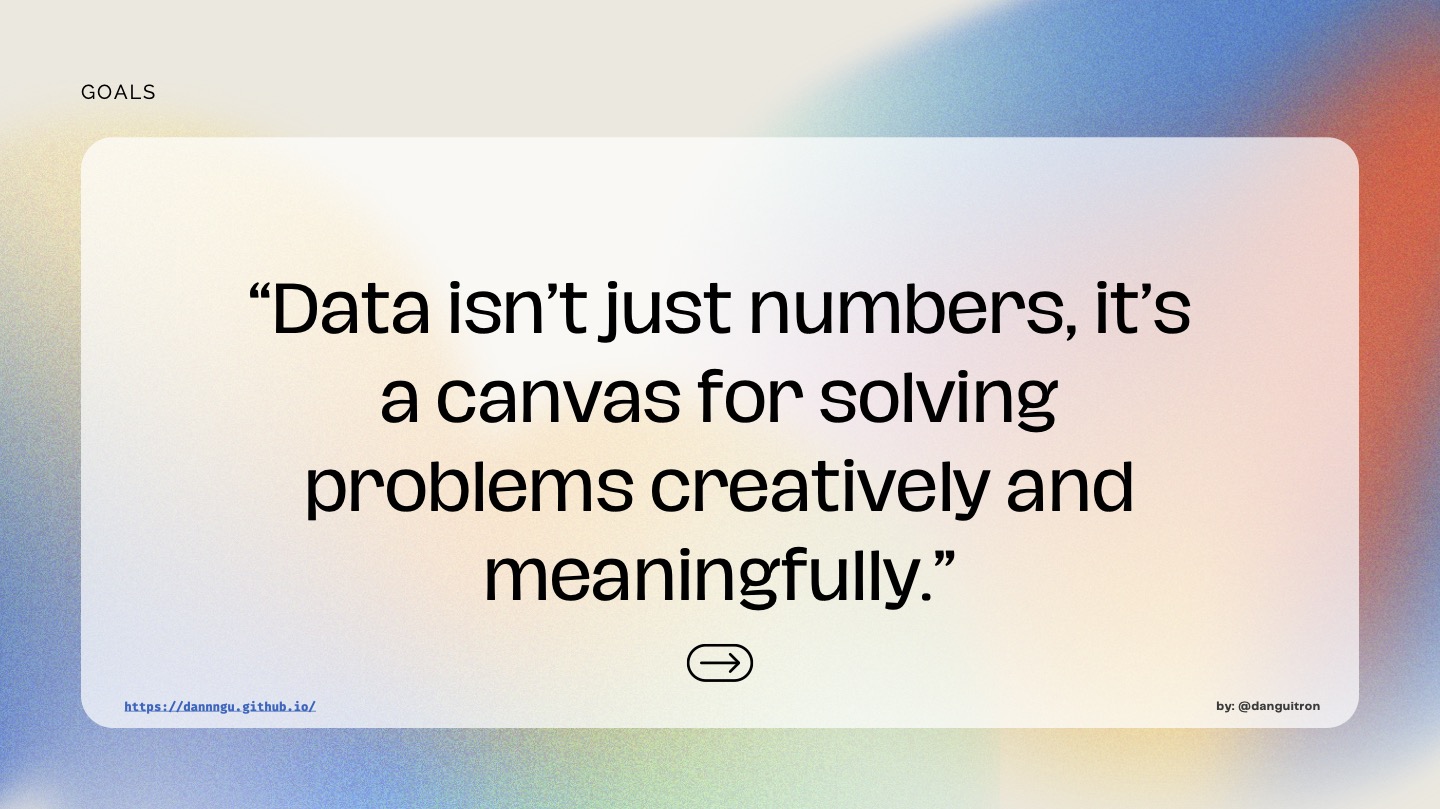 GOALS
“Data isn’t just numbers, it’s
a canvas for solving
problems creatively and
meaningfully.”
https://dannngu.github.io/
by: @danguitron